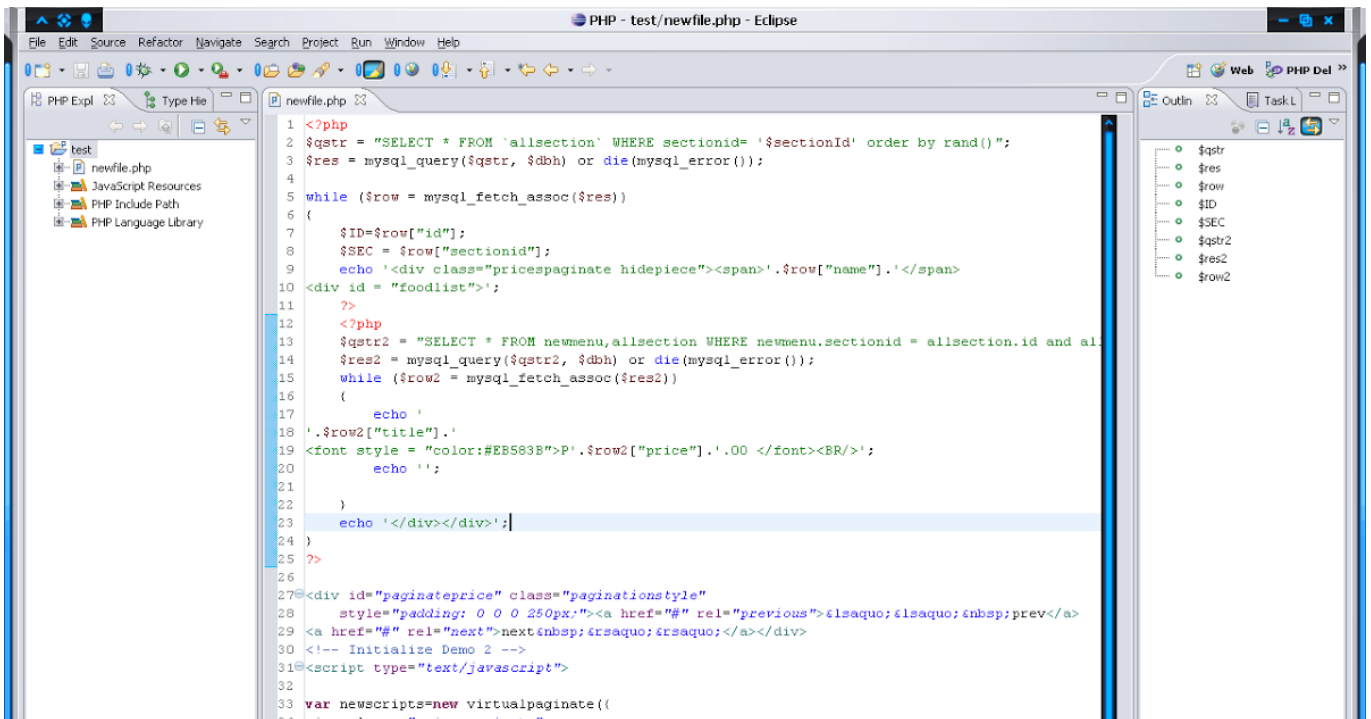 PHP - test/newfile.php - Eclipse
File Edit Source Refactor Navigate Search Project Run Window Help
Web PHP Del »
PHP Expl Type Hie
newfile.php
Outlin Task L
test
newfile.php
JavaScript Resources
PHP Include Path
PHP Language Library
1 <?php
2 $qstr = "SELECT * FROM `allsection` WHERE sectionid= '$sectionId' order by rand()";
3 $res = mysql_query($qstr, $dbh) or die(mysql_error());
4
5 while ($row = mysql_fetch_assoc($res))
6 {
7     $ID=$row["id"];
8     $SEC = $row["sectionid"];
9     echo '<div class="pricespaginate hidepiece"><span>'.$row["name"].'</span>
10 <div id = "foodlist">';
11     ?>
12     <?php
13     $qstr2 = "SELECT * FROM newmenu,allsection WHERE newmenu.sectionid = allsection.id and al
14     $res2 = mysql_query($qstr2, $dbh) or die(mysql_error());
15     while ($row2 = mysql_fetch_assoc($res2))
16     {
17         echo '
18 '.$row2["title"].'
19 <font style = "color:#EB583B">P'.$row2["price"].'.00 </font><BR/>';
20         echo '';
21
22     }
23     echo '</div></div>';
24 }
25 ?>
26
27 <div id="paginateprice" class="paginationstyle"
28     style="padding: 0 0 0 250px;"><a href="#" rel="previous">&lsaquo;&lsaquo;&nbsp;prev</a>
29 <a href="#" rel="next">next&nbsp;&rsaquo;&rsaquo;</a></div>
30 <!-- Initialize Demo 2 -->
31 <script type="text/javascript">
32
33 var newscripts=new virtualpaginate({
$qstr
$res
$row
$ID
$SEC
$qstr2
$res2
$row2